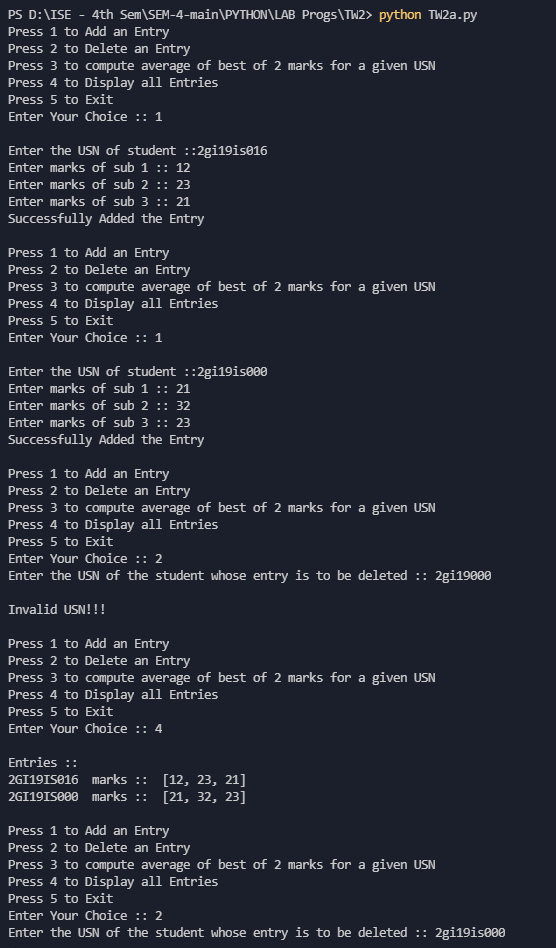 PS D:\ISE - 4th Sem\SEM-4-main\PYTHON\LAB Progs\TW2> python TW2a.py
Press 1 to Add an Entry
Press 2 to Delete an Entry
Press 3 to compute average of best of 2 marks for a given USN
Press 4 to Display all Entries
Press 5 to Exit
Enter Your Choice :: 1

Enter the USN of student ::2gi19is016
Enter marks of sub 1 :: 12
Enter marks of sub 2 :: 23
Enter marks of sub 3 :: 21
Successfully Added the Entry

Press 1 to Add an Entry
Press 2 to Delete an Entry
Press 3 to compute average of best of 2 marks for a given USN
Press 4 to Display all Entries
Press 5 to Exit
Enter Your Choice :: 1

Enter the USN of student ::2gi19is000
Enter marks of sub 1 :: 21
Enter marks of sub 2 :: 32
Enter marks of sub 3 :: 23
Successfully Added the Entry

Press 1 to Add an Entry
Press 2 to Delete an Entry
Press 3 to compute average of best of 2 marks for a given USN
Press 4 to Display all Entries
Press 5 to Exit
Enter Your Choice :: 2
Enter the USN of the student whose entry is to be deleted :: 2gi19000

Invalid USN!!!

Press 1 to Add an Entry
Press 2 to Delete an Entry
Press 3 to compute average of best of 2 marks for a given USN
Press 4 to Display all Entries
Press 5 to Exit
Enter Your Choice :: 4

Entries ::
2GI19IS016  marks ::  [12, 23, 21]
2GI19IS000  marks ::  [21, 32, 23]

Press 1 to Add an Entry
Press 2 to Delete an Entry
Press 3 to compute average of best of 2 marks for a given USN
Press 4 to Display all Entries
Press 5 to Exit
Enter Your Choice :: 2
Enter the USN of the student whose entry is to be deleted :: 2gi19is000